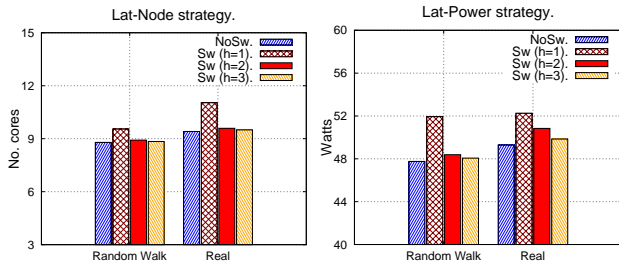 Lat-Node strategy.
No. cores
15
12
9
6
3
NoSw.
Sw (h=1).
Sw (h=2).
Sw (h=3).
Random Walk
Real
Lat-Power strategy.
Watts
60
56
52
48
44
40
NoSw.
Sw (h=1).
Sw (h=2).
Sw (h=3).
Random Walk
Real